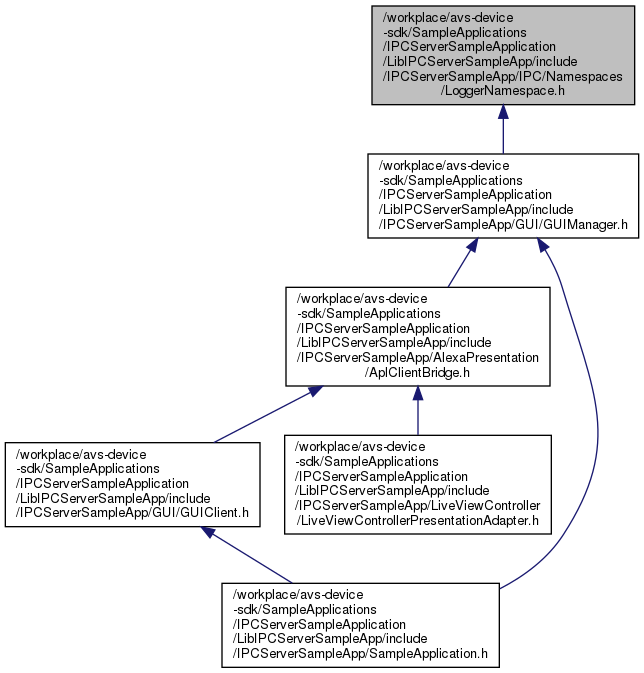 /workplace/avs-device
-sdk/SampleApplications
/IPCServerSampleApplication
/LibIPCServerSampleApp/include
/IPCServerSampleApp/IPC/Namespaces
/LoggerNamespace.h
/workplace/avs-device
-sdk/SampleApplications
/IPCServerSampleApplication
/LibIPCServerSampleApp/include
/IPCServerSampleApp/GUI/GUIManager.h
/workplace/avs-device
-sdk/SampleApplications
/IPCServerSampleApplication
/LibIPCServerSampleApp/include
/IPCServerSampleApp/AlexaPresentation
/AplClientBridge.h
/workplace/avs-device
-sdk/SampleApplications
/IPCServerSampleApplication
/LibIPCServerSampleApp/include
/IPCServerSampleApp/GUI/GUIClient.h
/workplace/avs-device
-sdk/SampleApplications
/IPCServerSampleApplication
/LibIPCServerSampleApp/include
/IPCServerSampleApp/LiveViewController
/LiveViewControllerPresentationAdapter.h
/workplace/avs-device
-sdk/SampleApplications
/IPCServerSampleApplication
/LibIPCServerSampleApp/include
/IPCServerSampleApp/SampleApplication.h